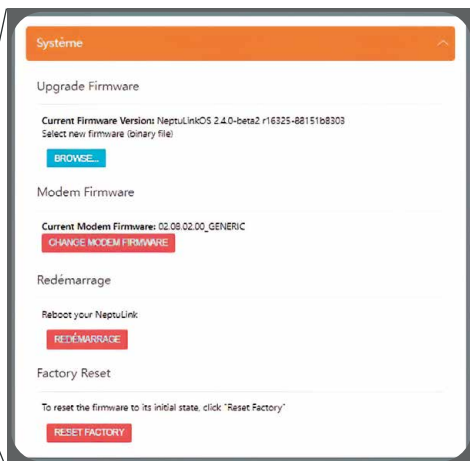 Système
Upgrade Firmware
Current Firmware Version: NeptuLinkOS 2.4.0-beta2 r16325-88151b8303
Select new firmware (binary file)
BROWSE...
Modem Firmware
Current Modem Firmware: 02.08.02.00_GENERIC
CHANGE MODEM FIRMWARE
Redémarrage
Reboot your NeptuLink
REDÉMARRAGE
Factory Reset
To reset the firmware to its initial state, click "Reset Factory"
RESET FACTORY